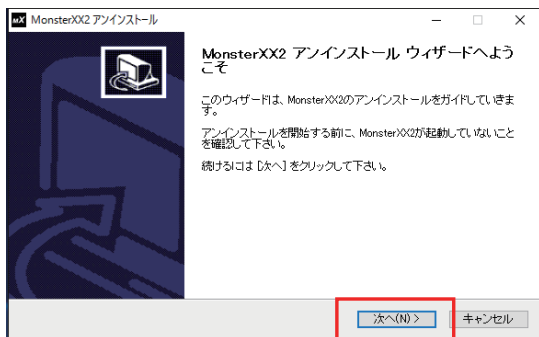 MX MonsterXX2 アンインストール
MonsterXX2 アンインストール ウィザードへよう
こそ
このウィザードは、MonsterXX2のアンインストールをガイドしていきま
す。
アンインストールを開始する前に、MonsterXX2が起動していないこと
を確認して下さい。
続けるには [次へ] をクリックして下さい。
次へ(N) >
キャンセル